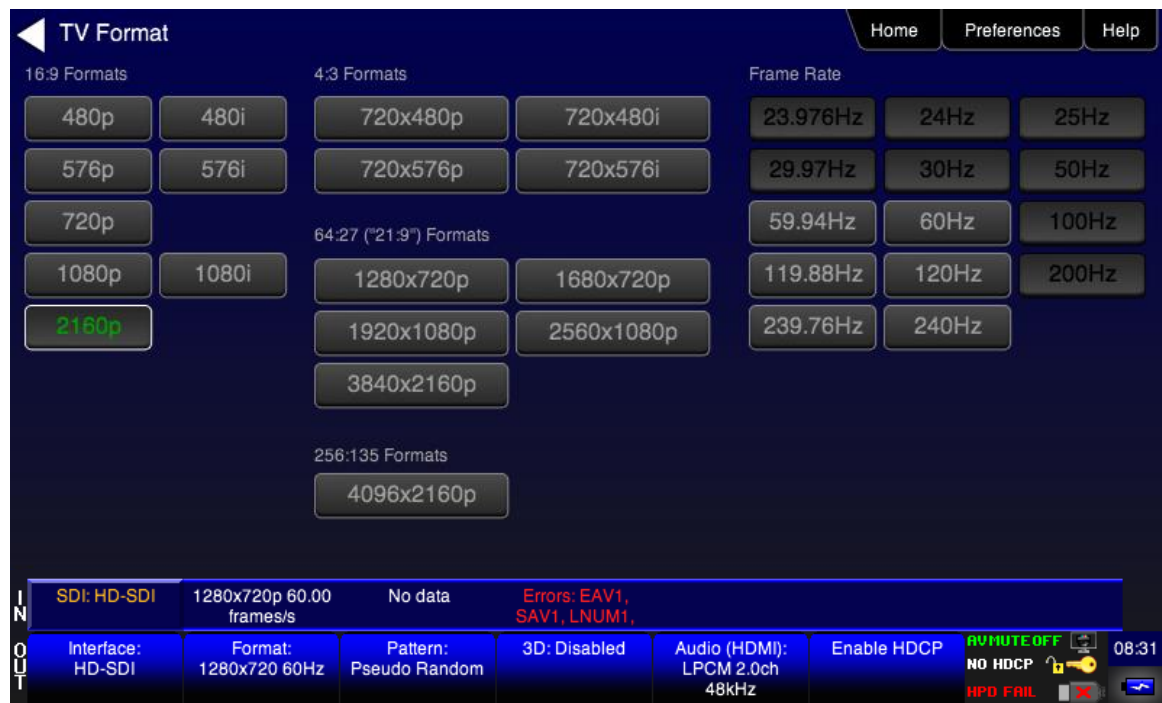 TV Format
Home Preferences Help
16:9 Formats
480p 480i
576p 576i
720p
1080p 1080i
2160p
4:3 Formats
720x480p 720x480i
720x576p 720x576i
64:27 ("21:9") Formats
1280x720p 1680x720p
1920x1080p 2560x1080p
3840x2160p
256:135 Formats
4096x2160p
Frame Rate
23.976Hz 24Hz 25Hz
29.97Hz 30Hz 50Hz
59.94Hz 60Hz 100Hz
119.88Hz 120Hz 200Hz
239.76Hz 240Hz
IN
SDI: HD-SDI
1280x720p 60.00
frames/s
No data
Errors: EAV1,
SAV1, LNUM1,
OUT
Interface:
HD-SDI
Format:
1280x720 60Hz
Pattern:
Pseudo Random
3D: Disabled
Audio (HDMI):
LPCM 2.0ch
48kHz
Enable HDCP
AVMUTEOFF
NO HDCP
HPD FAIL
08:31